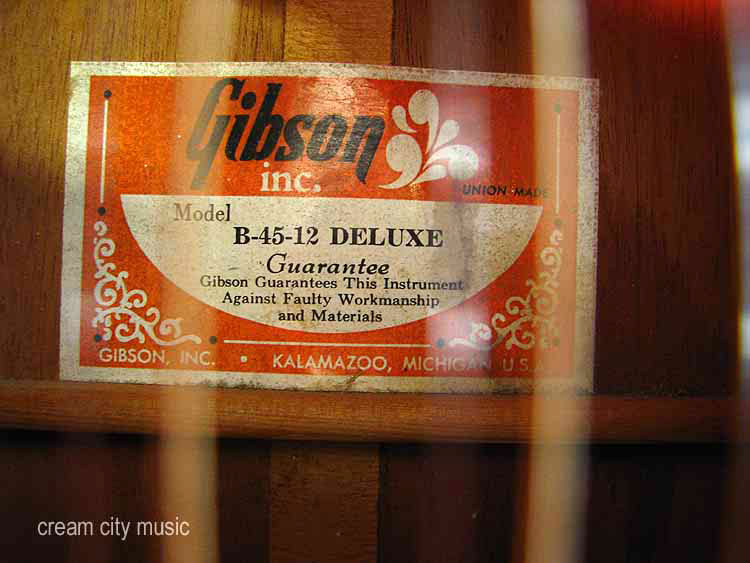 Gibson
inc.
UNION MADE
Model
B-45-12 DELUXE
Guarantee
Gibson Guarantees This Instrument
Against Faulty Workmanship
and Materials
GIBSON, INC. • KALAMAZOO, MICHIGAN U.S.A.
cream city music